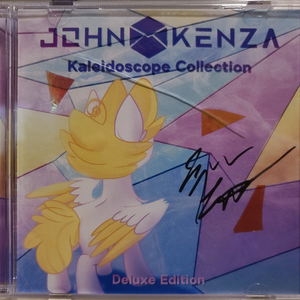 JOHN KENZA
Kaleidoscope Collection
Deluxe Edition